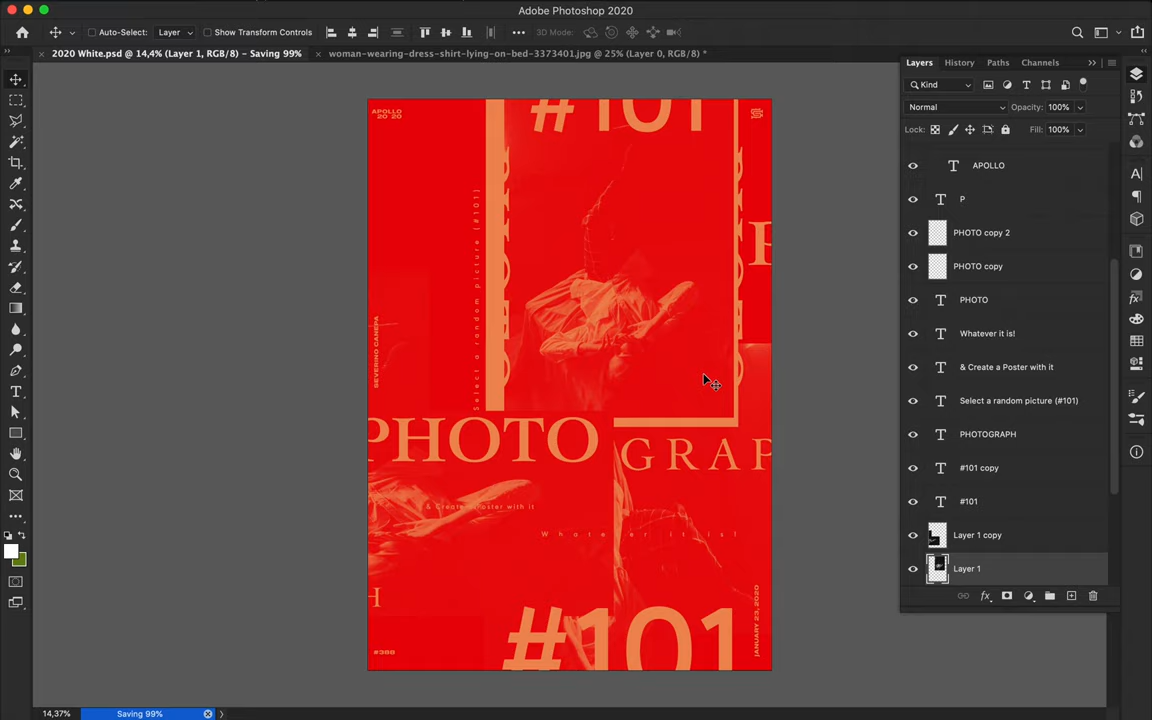 Adobe Photoshop 2020
Auto-Select:
Layer
Show Transform Controls
3D Mode:
2020 White.psd @ 14,4% (Layer 1, RGB/8) – Saving 99%
woman-wearing-dress-shirt-lying-on-bed-3373401.jpg @ 25% (Layer 0, RGB/8) *
Layers
History
Paths
Channels
Kind
Normal
Opacity: 100%
Lock:
Fill: 100%
APOLLO
P
PHOTO copy 2
PHOTO copy
PHOTO
Whatever it is!
& Create a Poster with it
Select a random picture (#101)
PHOTOGRAPH
#101 copy
#101
Layer 1 copy
Layer 1
APOLLO
20 20
#101
Select a random picture (#101)
SEVERINO CANEPA
PHOTO
GRAP
& Create a Poster with it
Whatever it is!
H
#101
JANUARY 23, 2020
#388
14,37%
Saving 99%